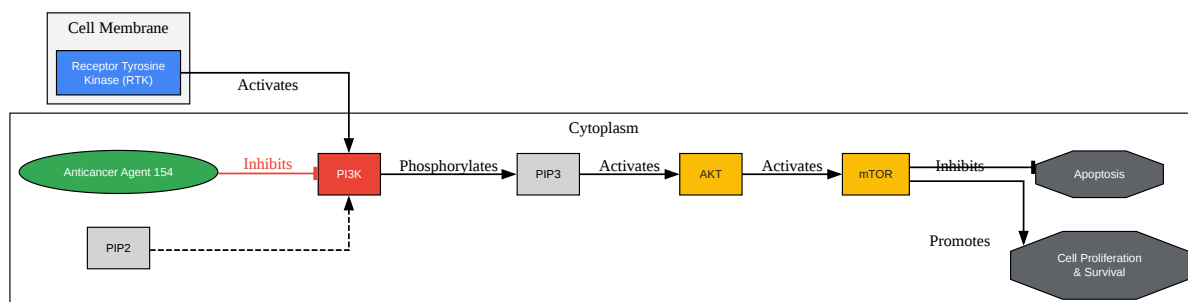 Cell Membrane
Receptor Tyrosine
Kinase (RTK)
Activates
Cytoplasm
Anticancer Agent 154
Inhibits
PI3K
Phosphorylates
PIP3
Activates
AKT
Activates
mTOR
Inhibits
Apoptosis
PIP2
Promotes
Cell Proliferation
& Survival